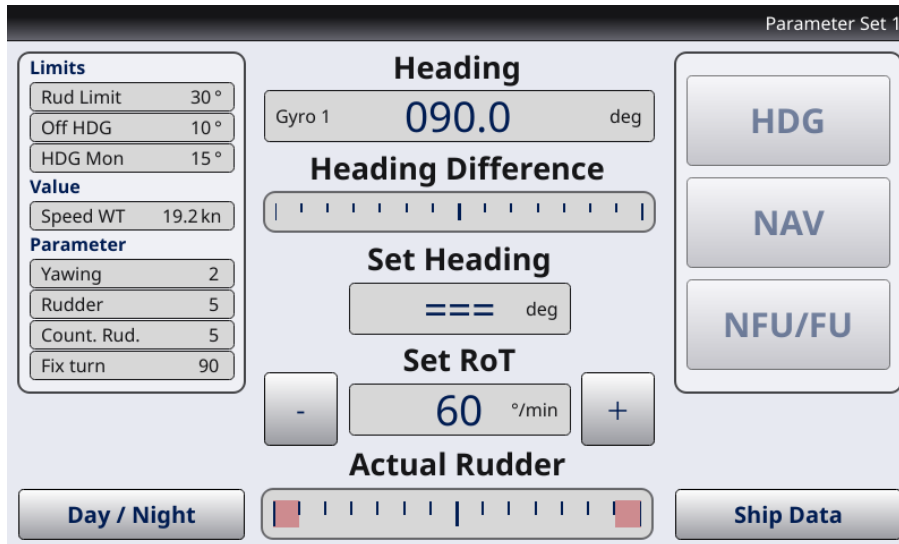 Parameter Set 1
Limits
Rud Limit 30 °
Off HDG 10 °
HDG Mon 15 °
Value
Speed WT 19.2 kn
Parameter
Yawing 2
Rudder 5
Count. Rud. 5
Fix turn 90
Day / Night
Heading
Gyro 1 090.0 deg
Heading Difference
Set Heading
=== deg
Set RoT
- 60 °/min +
Actual Rudder
HDG
NAV
NFU/FU
Ship Data